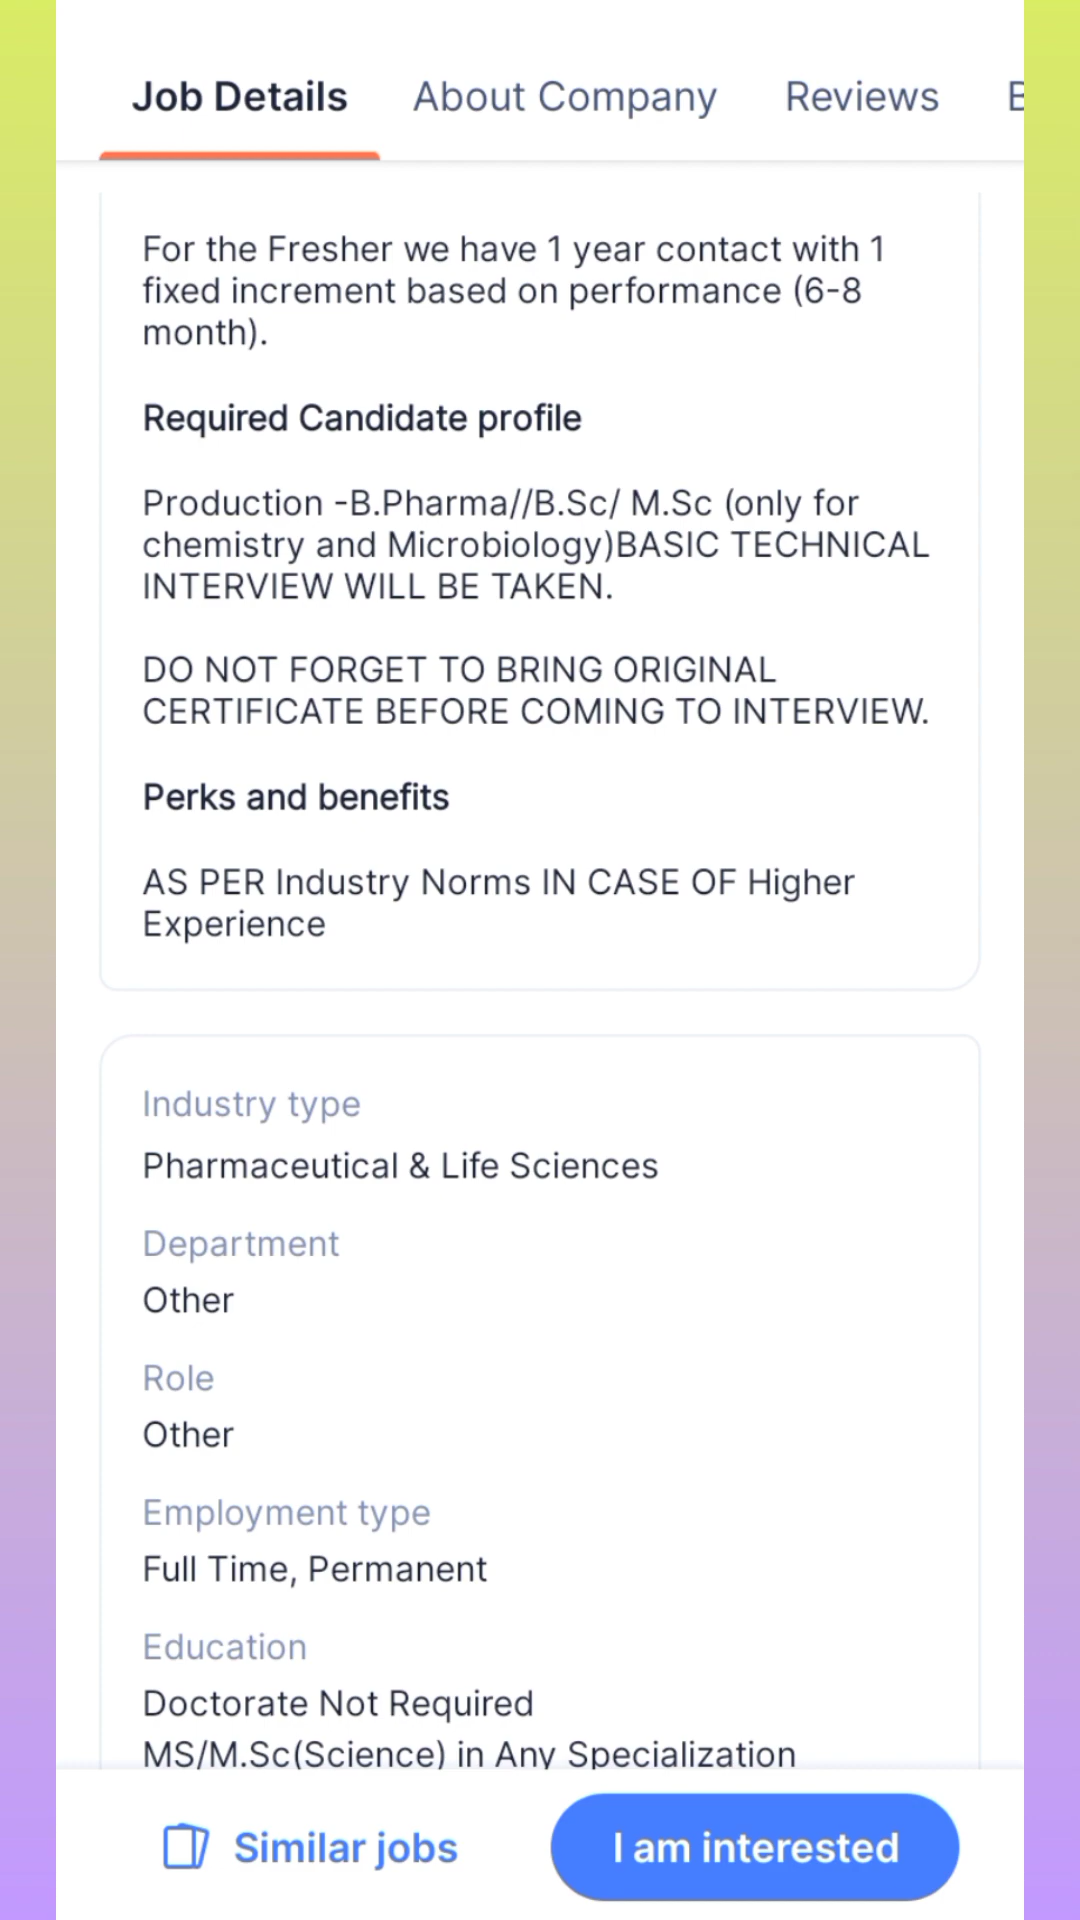 Job Details About Company Reviews
For the Fresher we have 1 year contact with 1
fixed increment based on performance (6-8
month).
Required Candidate profile
Production -B.Pharma//B.Sc/ M.Sc (only for
chemistry and Microbiology)BASIC TECHNICAL
INTERVIEW WILL BE TAKEN.
DO NOT FORGET TO BRING ORIGINAL
CERTIFICATE BEFORE COMING TO INTERVIEW.
Perks and benefits
AS PER Industry Norms IN CASE OF Higher
Experience
Industry type
Pharmaceutical & Life Sciences
Department
Other
Role
Other
Employment type
Full Time, Permanent
Education
Doctorate Not Required
MS/M.Sc(Science) in Any Specialization
Similar jobs I am interested